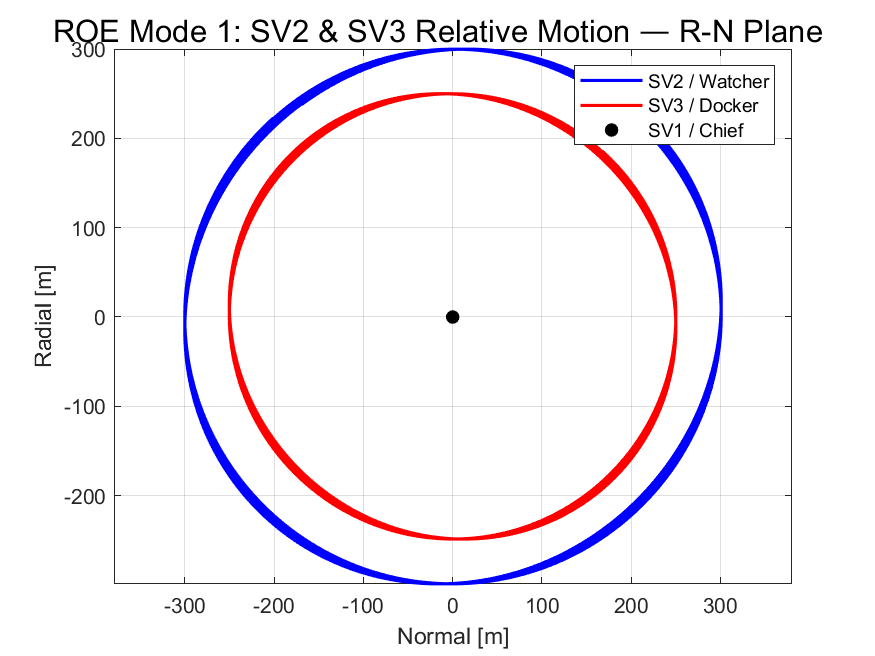 ROE Mode 1: SV2 & SV3 Relative Motion — R-N Plane
300
200
100
0
-100
-200
Radial [m]
SV2 / Watcher
SV3 / Docker
SV1 / Chief
-300
-200
-100
0
100
200
300
Normal [m]